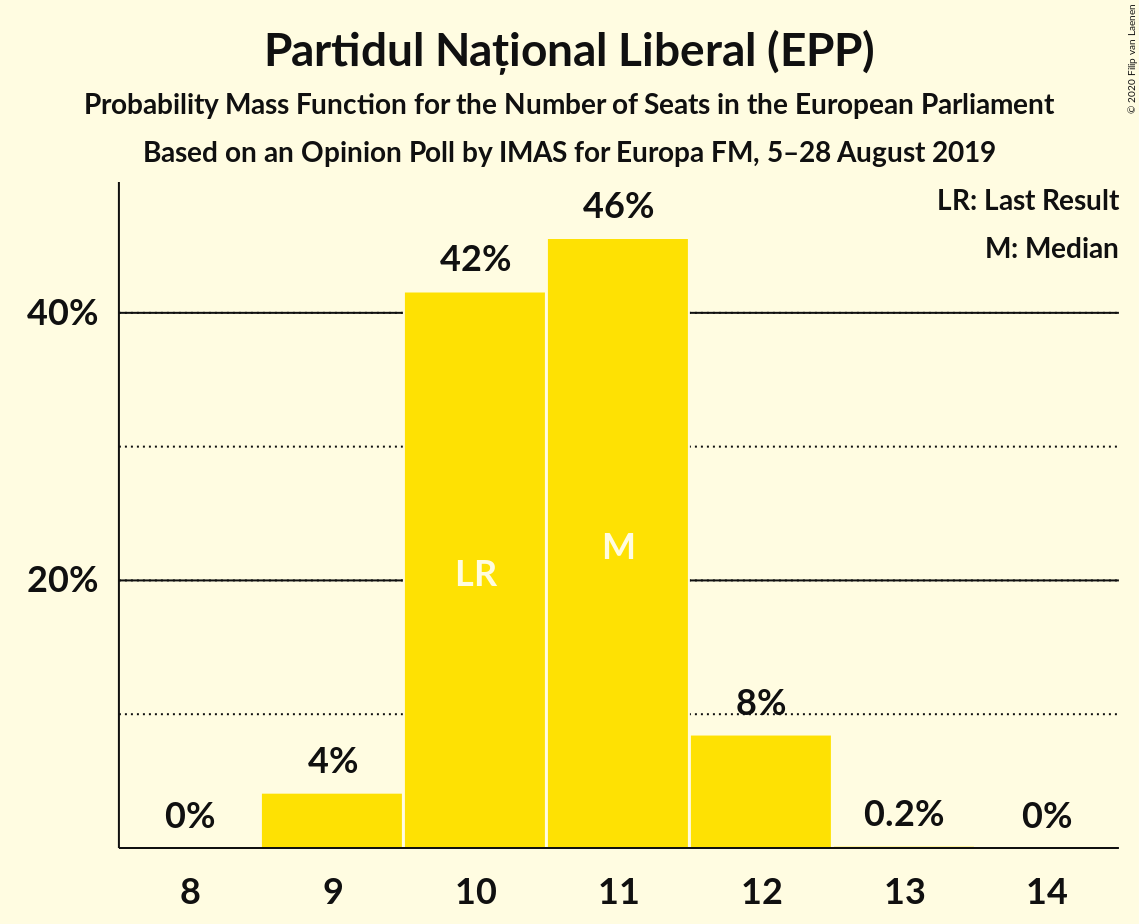 Partidul Național Liberal (EPP)
Probability Mass Function for the Number of Seats in the European Parliament
Based on an Opinion Poll by IMAS for Europa FM, 5–28 August 2019
© 2020 Filip van Laenen
LR: Last Result
M: Median
40%
20%
0%
4%
42%
46%
8%
0.2%
0%
LR
M
8
9
10
11
12
13
14